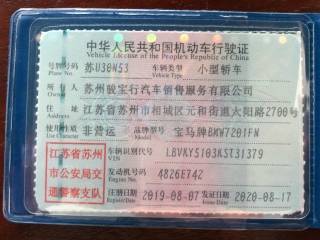 中华人民共和国机动车行驶证
Vehicle License of the People's Republic of China
号牌号码 苏U38N53 车辆类型 小型轿车
Plate No. Vehicle Type
所有人 苏州骏宝行汽车销售服务有限公司
Owner
住址 江苏省苏州市相城区元和街道太阳路2700号
Address
使用性质 非营运 品牌型号 宝马牌BMW7201FN
Use Character Model
江苏省苏州
市公安局交
通警察支队
车辆识别代号 LBVKY5103KST31379
VIN
发动机号码 4826E742
Engine No.
注册日期 2019-08-07 发证日期 2020-08-17
Register Date Issue Date